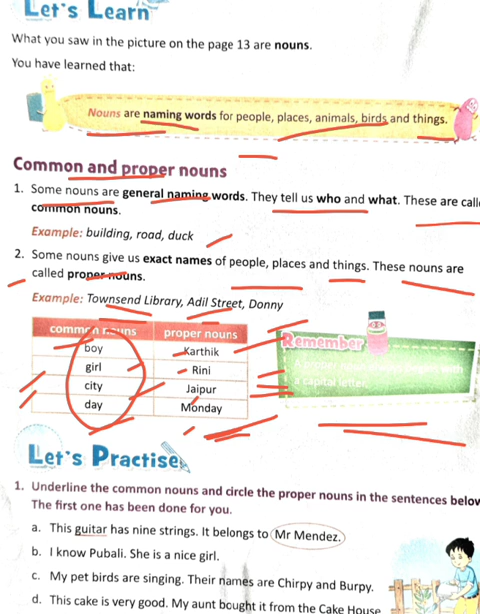 Let's Learn
What you saw in the picture on the page 13 are nouns.
You have learned that:
Nouns are naming words for people, places, animals, birds and things.
Common and proper nouns
1. Some nouns are general naming words. They tell us who and what. These are call
common nouns.
Example: building, road, duck
2. Some nouns give us exact names of people, places and things. These nouns are
called proper nouns.
Example: Townsend Library, Adil Street, Donny
common nouns proper nouns
boy Karthik
girl Rini
city Jaipur
day Monday
Remember
A proper noun begins with
a capital letter.
Let's Practise
1. Underline the common nouns and circle the proper nouns in the sentences below
The first one has been done for you.
a. This guitar has nine strings. It belongs to Mr Mendez.
b. I know Pubali. She is a nice girl.
c. My pet birds are singing. Their names are Chirpy and Burpy.
d. This cake is very good. My aunt bought it from the Cake House